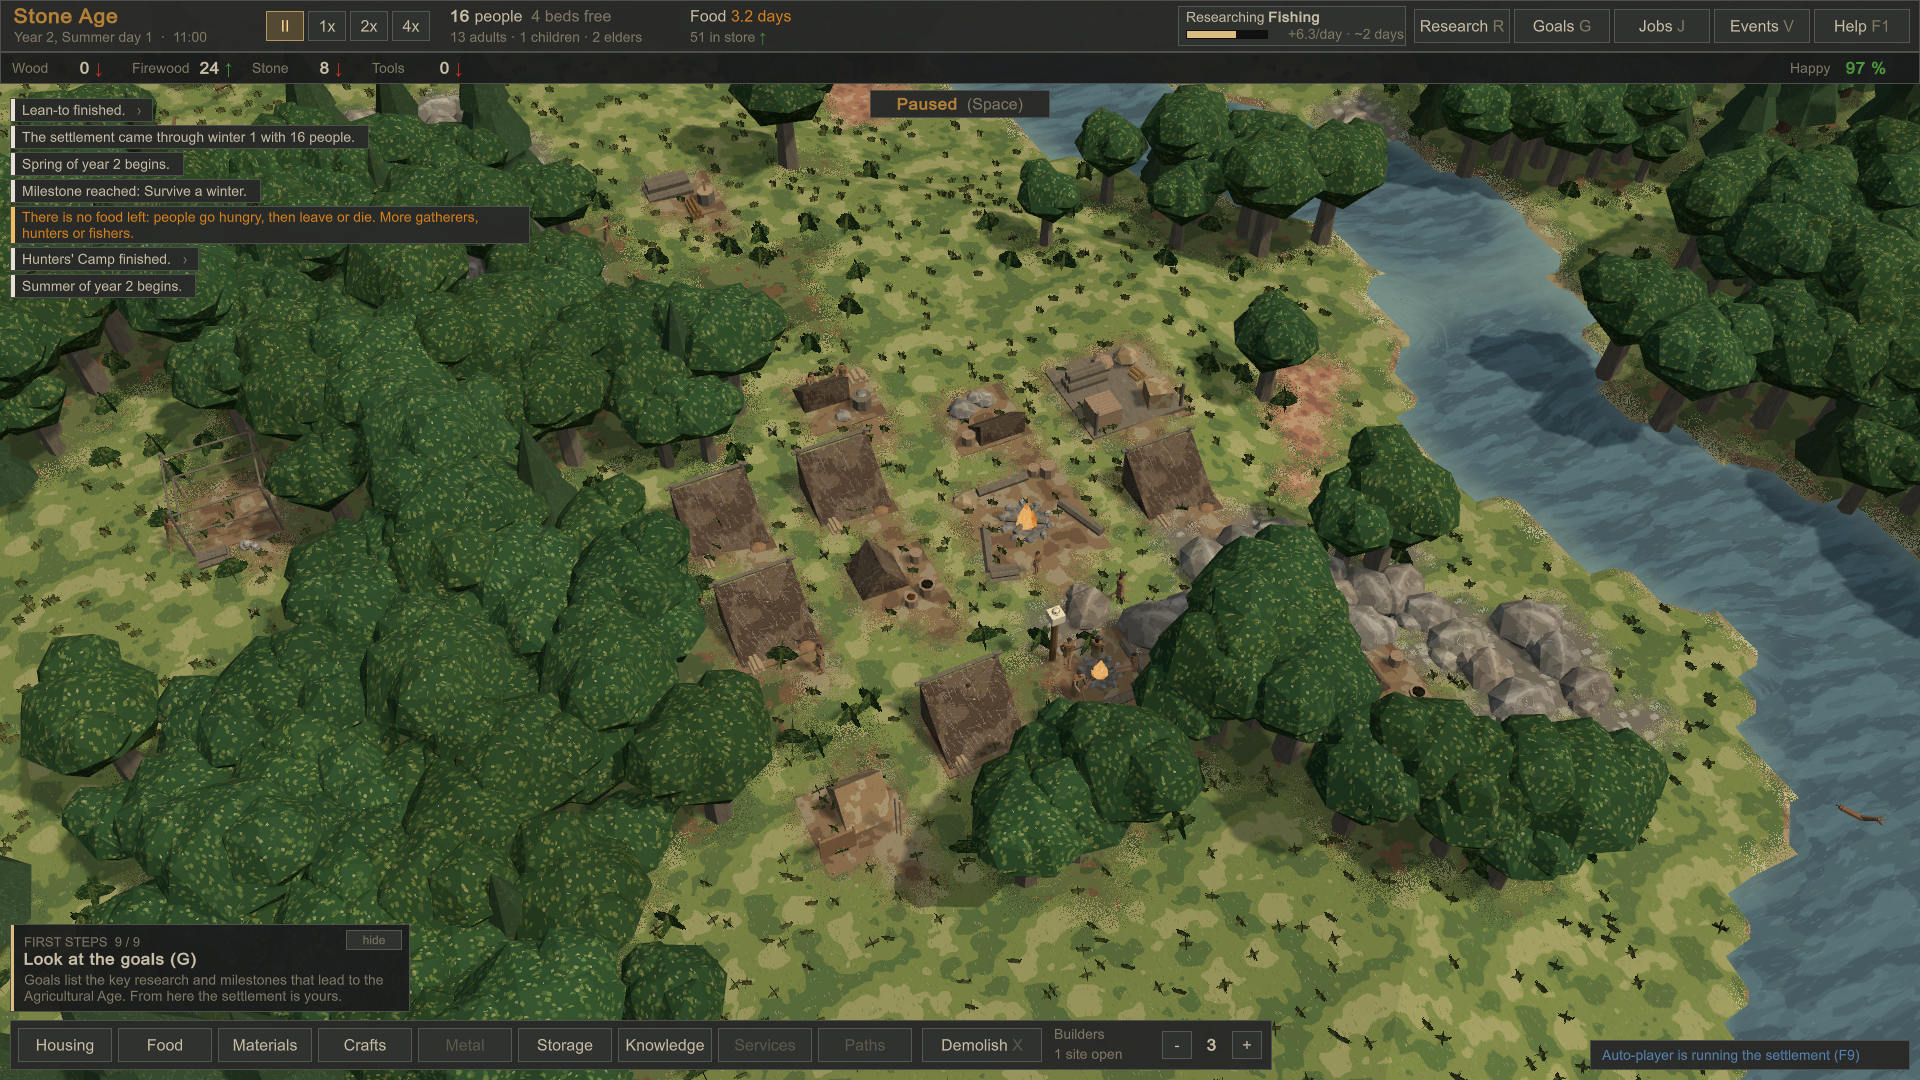 Stone Age
Year 2, Summer day 1 · 11:00
II
1x
2x
4x
16 people 4 beds free
13 adults · 1 children · 2 elders
Food 3.2 days
51 in store ↑
Researching Fishing
+6.3/day · ~2 days
Research R
Goals G
Jobs J
Events V
Help F1
Wood 0 ↓ Firewood 24 ↑ Stone 8 ↓ Tools 0 ↓
Happy 97 %
Paused (Space)
Lean-to finished. ›
The settlement came through winter 1 with 16 people.
Spring of year 2 begins.
Milestone reached: Survive a winter.
There is no food left: people go hungry, then leave or die. More gatherers,
hunters or fishers.
Hunters' Camp finished. ›
Summer of year 2 begins.
FIRST STEPS 9 / 9
hide
Look at the goals (G)
Goals list the key research and milestones that lead to the
Agricultural Age. From here the settlement is yours.
Housing
Food
Materials
Crafts
Metal
Storage
Knowledge
Services
Paths
Demolish X
Builders
1 site open
- 3 +
Auto-player is running the settlement (F9)